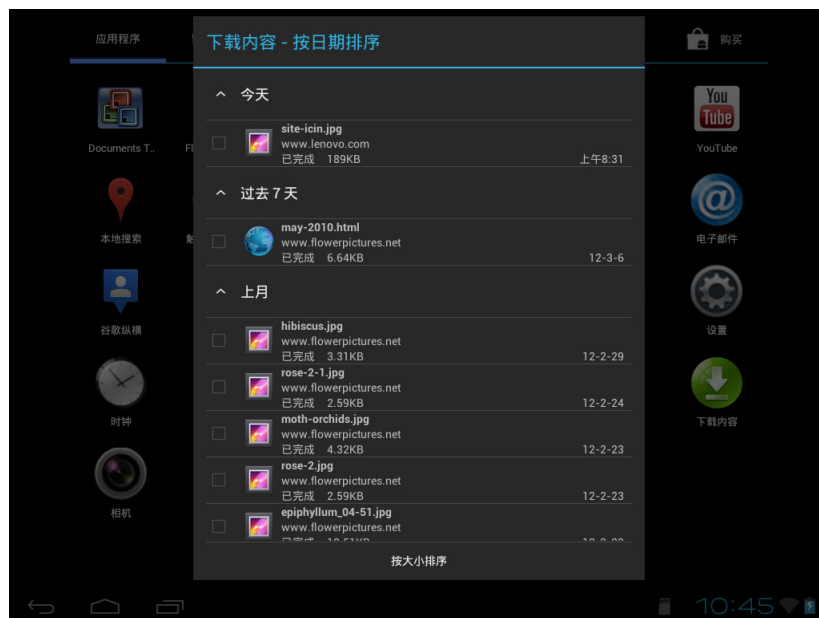 应用程序
下载内容 - 按日期排序
购买
今天
site-icin.jpg
www.lenovo.com
已完成 189KB 上午8:31
过去 7 天
may-2010.html
www.flowerpictures.net
已完成 6.64KB 12-3-6
上月
hibiscus.jpg
www.flowerpictures.net
已完成 3.31KB 12-2-29
rose-2-1.jpg
www.flowerpictures.net
已完成 2.59KB 12-2-24
moth-orchids.jpg
www.flowerpictures.net
已完成 4.32KB 12-2-23
rose-2.jpg
www.flowerpictures.net
已完成 2.59KB 12-2-23
epiphyllum_04-51.jpg
www.flowerpictures.net
按大小排序
Documents T..
本地搜索
谷歌纵横
时钟
相机
You
Tube
YouTube
电子邮件
设置
下载内容
10:45